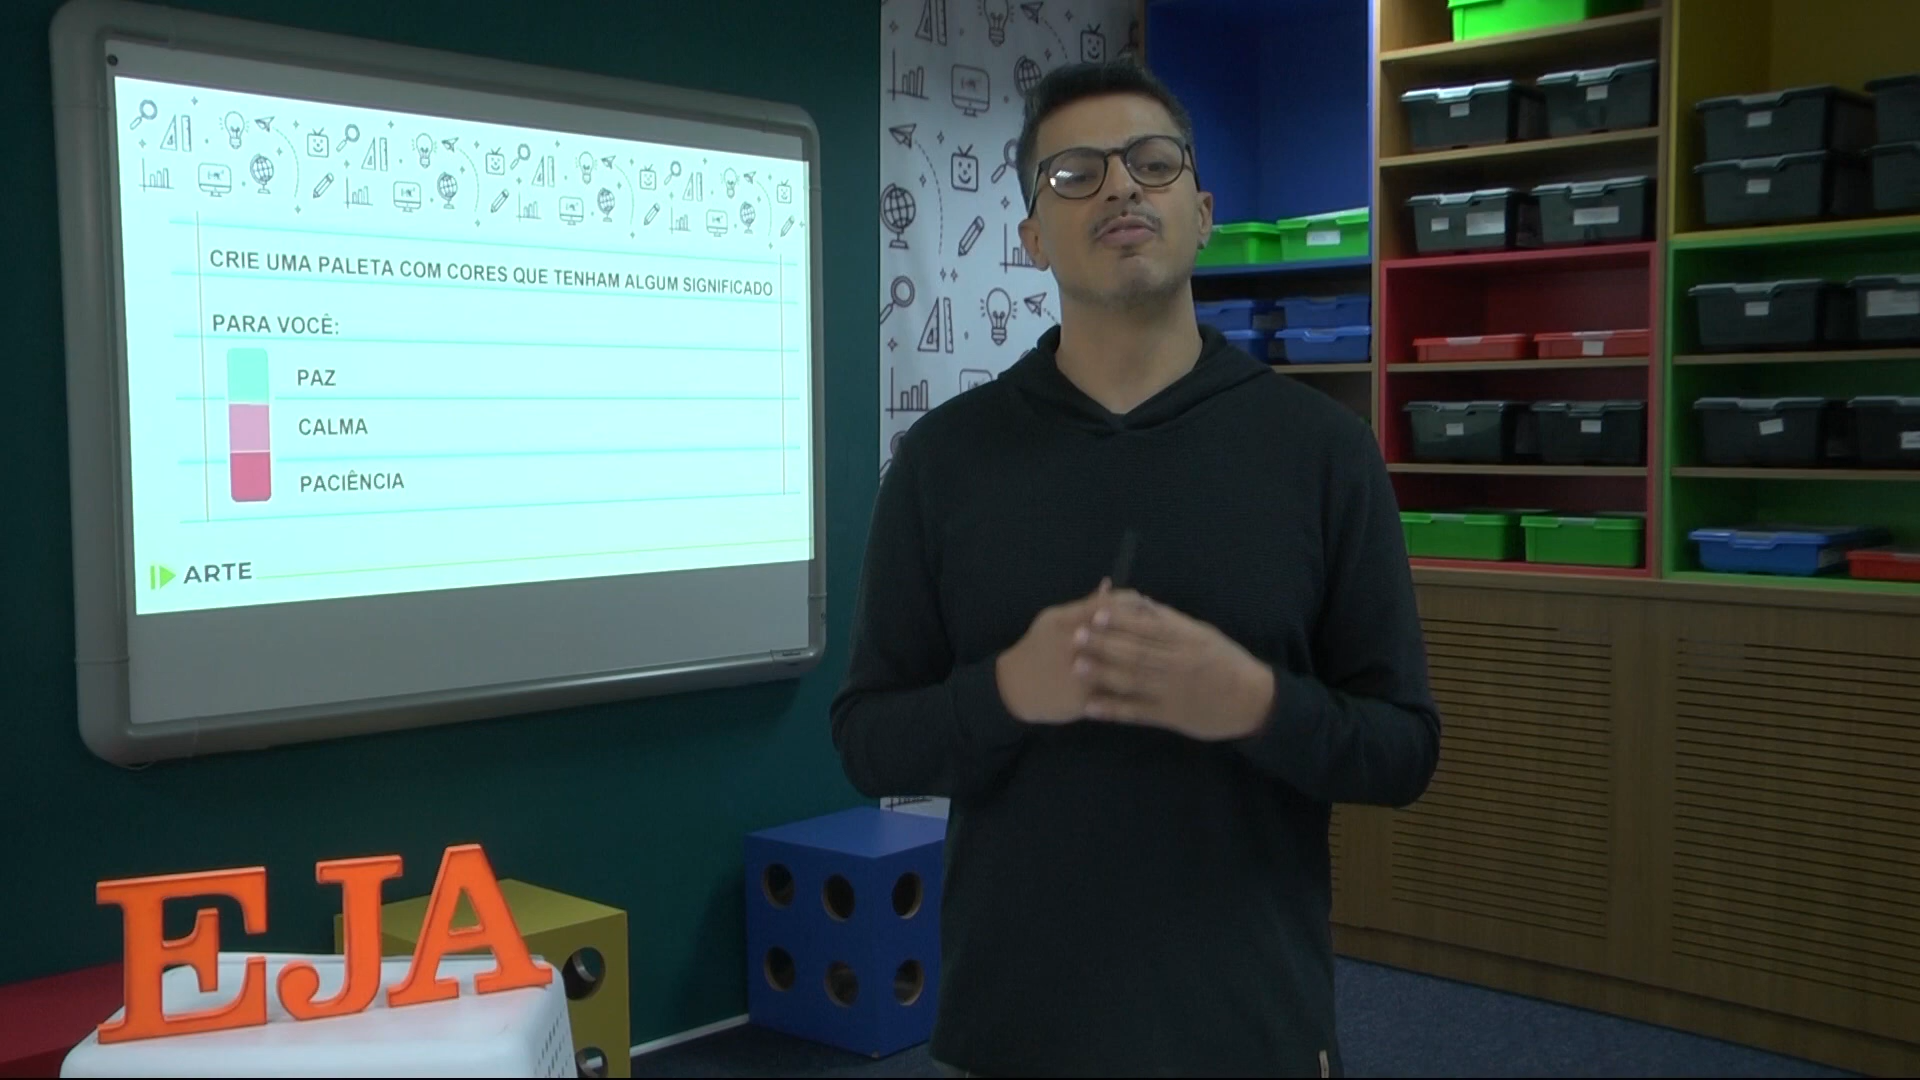 CRIE UMA PALETA COM CORES QUE TENHAM ALGUM SIGNIFICADO
PARA VOCÊ:
PAZ
CALMA
PACIÊNCIA
ARTE
EJA